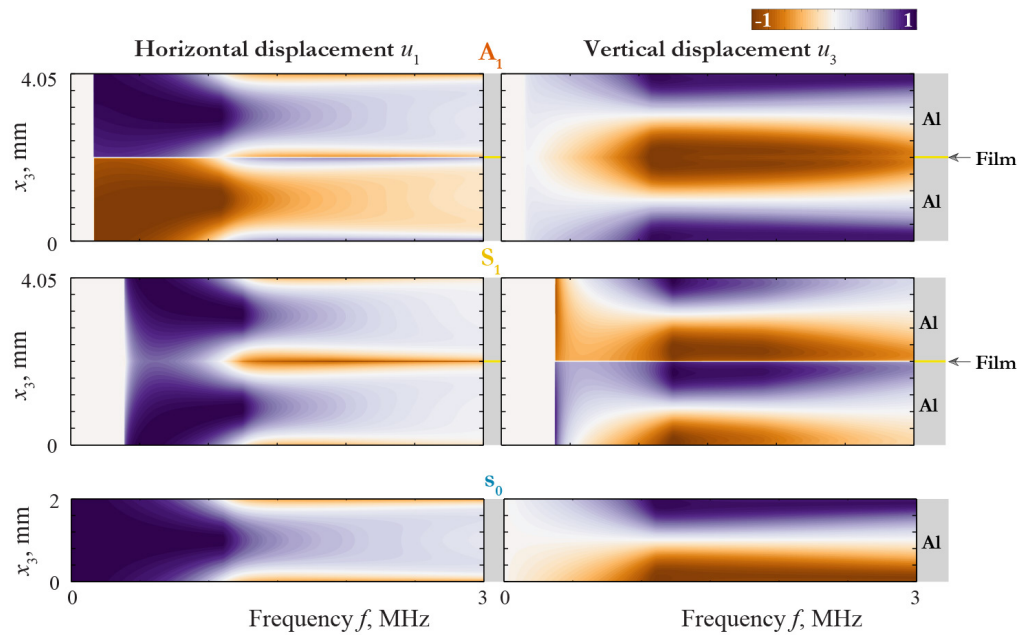 -1 1
Horizontal displacement u₁
A₁
Vertical displacement u₃
4.05
x₃, mm
0
Al
Film
Al
S₁
4.05
x₃, mm
0
Al
Film
Al
s₀
2
x₃, mm
0
Al
0 3 0 3
Frequency f, MHz Frequency f, MHz